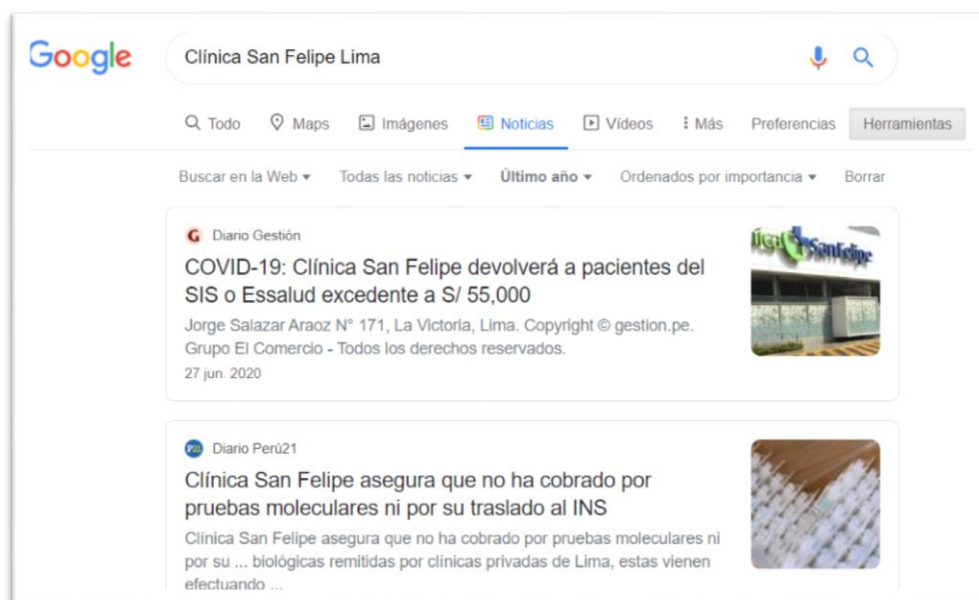 Google
Clínica San Felipe Lima
Todo Maps Imágenes Noticias Vídeos Más Preferencias Herramientas
Buscar en la Web Todas las noticias Último año Ordenados por importancia Borrar
G Diario Gestión
COVID-19: Clínica San Felipe devolverá a pacientes del
SIS o Essalud excedente a S/ 55,000
Jorge Salazar Araoz N° 171, La Victoria, Lima. Copyright © gestion.pe.
Grupo El Comercio - Todos los derechos reservados.
27 jun. 2020
SanFelipe
P21 Diario Perú21
Clínica San Felipe asegura que no ha cobrado por
pruebas moleculares ni por su traslado al INS
Clínica San Felipe asegura que no ha cobrado por pruebas moleculares ni
por su ... biológicas remitidas por clínicas privadas de Lima, estas vienen
efectuando ...